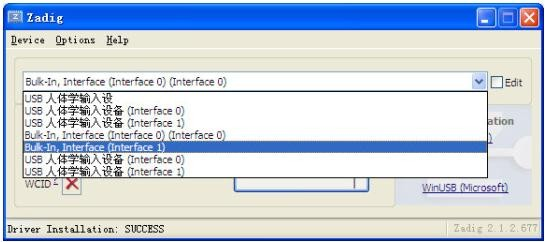 Zadig
Device Options Help
Bulk-In, Interface (Interface 0) (Interface 0)
Edit
USB 人体学输入设
USB 人体学输入设备 (Interface 0)
USB 人体学输入设备 (Interface 1)
Bulk-In, Interface (Interface 0) (Interface 0)
Bulk-In, Interface (Interface 1)
USB 人体学输入设备 (Interface 0)
USB 人体学输入设备 (Interface 1)
ation
WCID
WinUSB (Microsoft)
Driver Installation: SUCCESS
Zadig 2.1.2.677